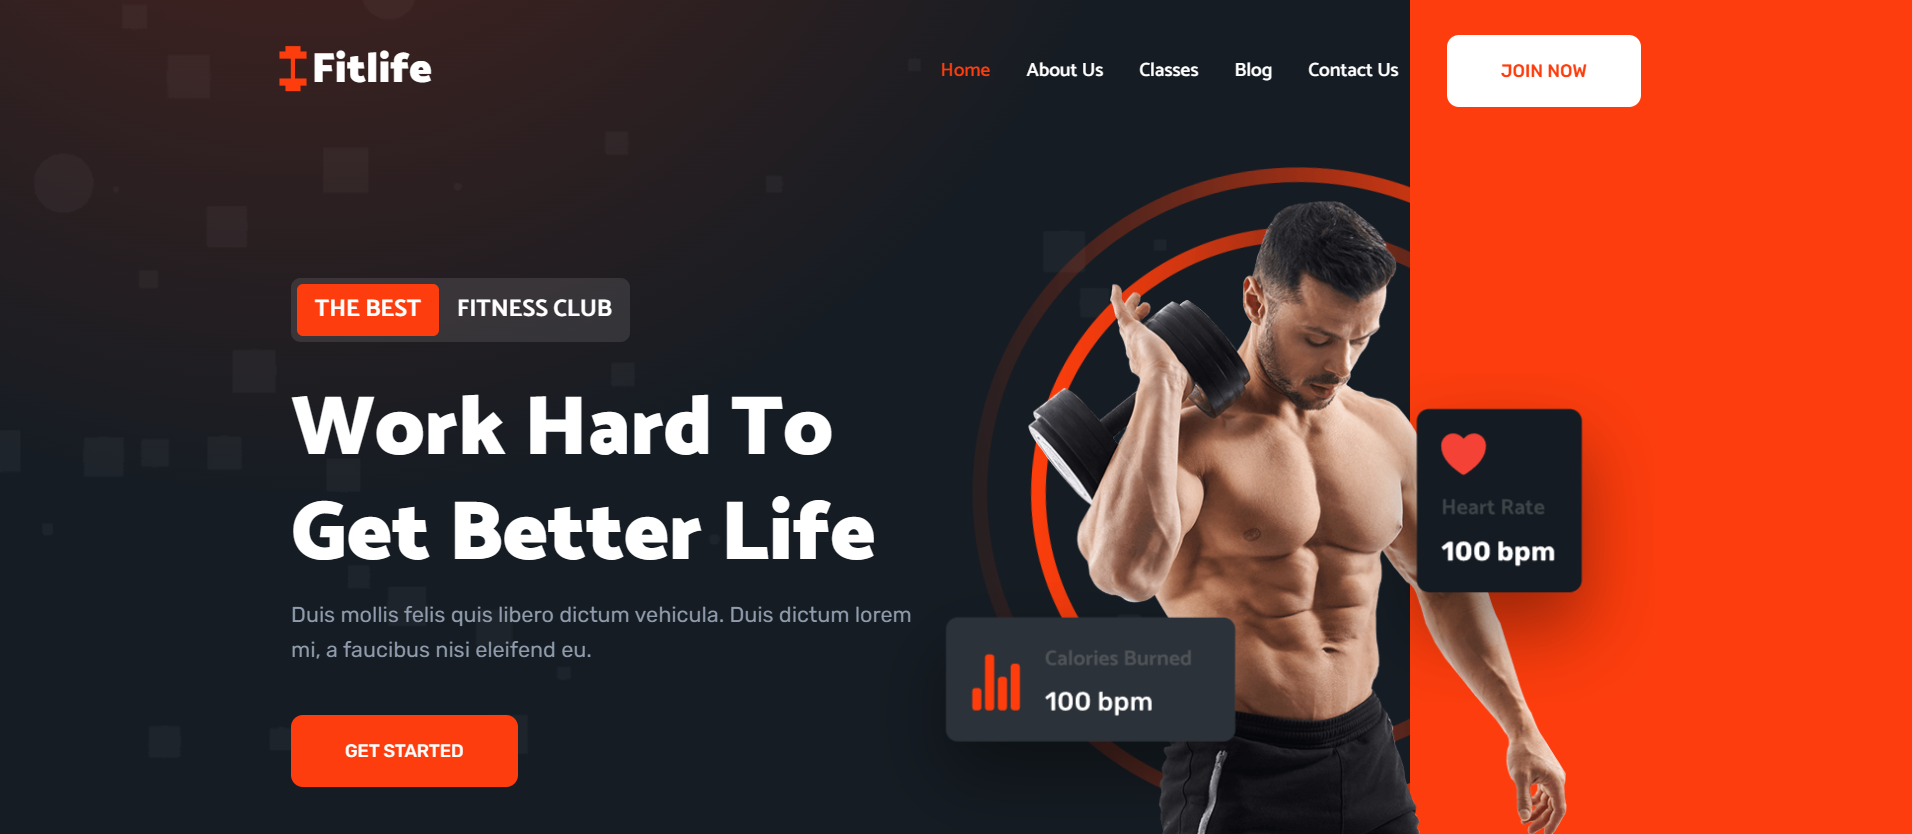 Fitlife
Home About Us Classes Blog Contact Us JOIN NOW
THE BEST FITNESS CLUB
Work Hard To
Get Better Life
Duis mollis felis quis libero dictum vehicula. Duis dictum lorem
mi, a faucibus nisi eleifend eu.
GET STARTED
Heart Rate
100 bpm
Calories Burned
100 bpm